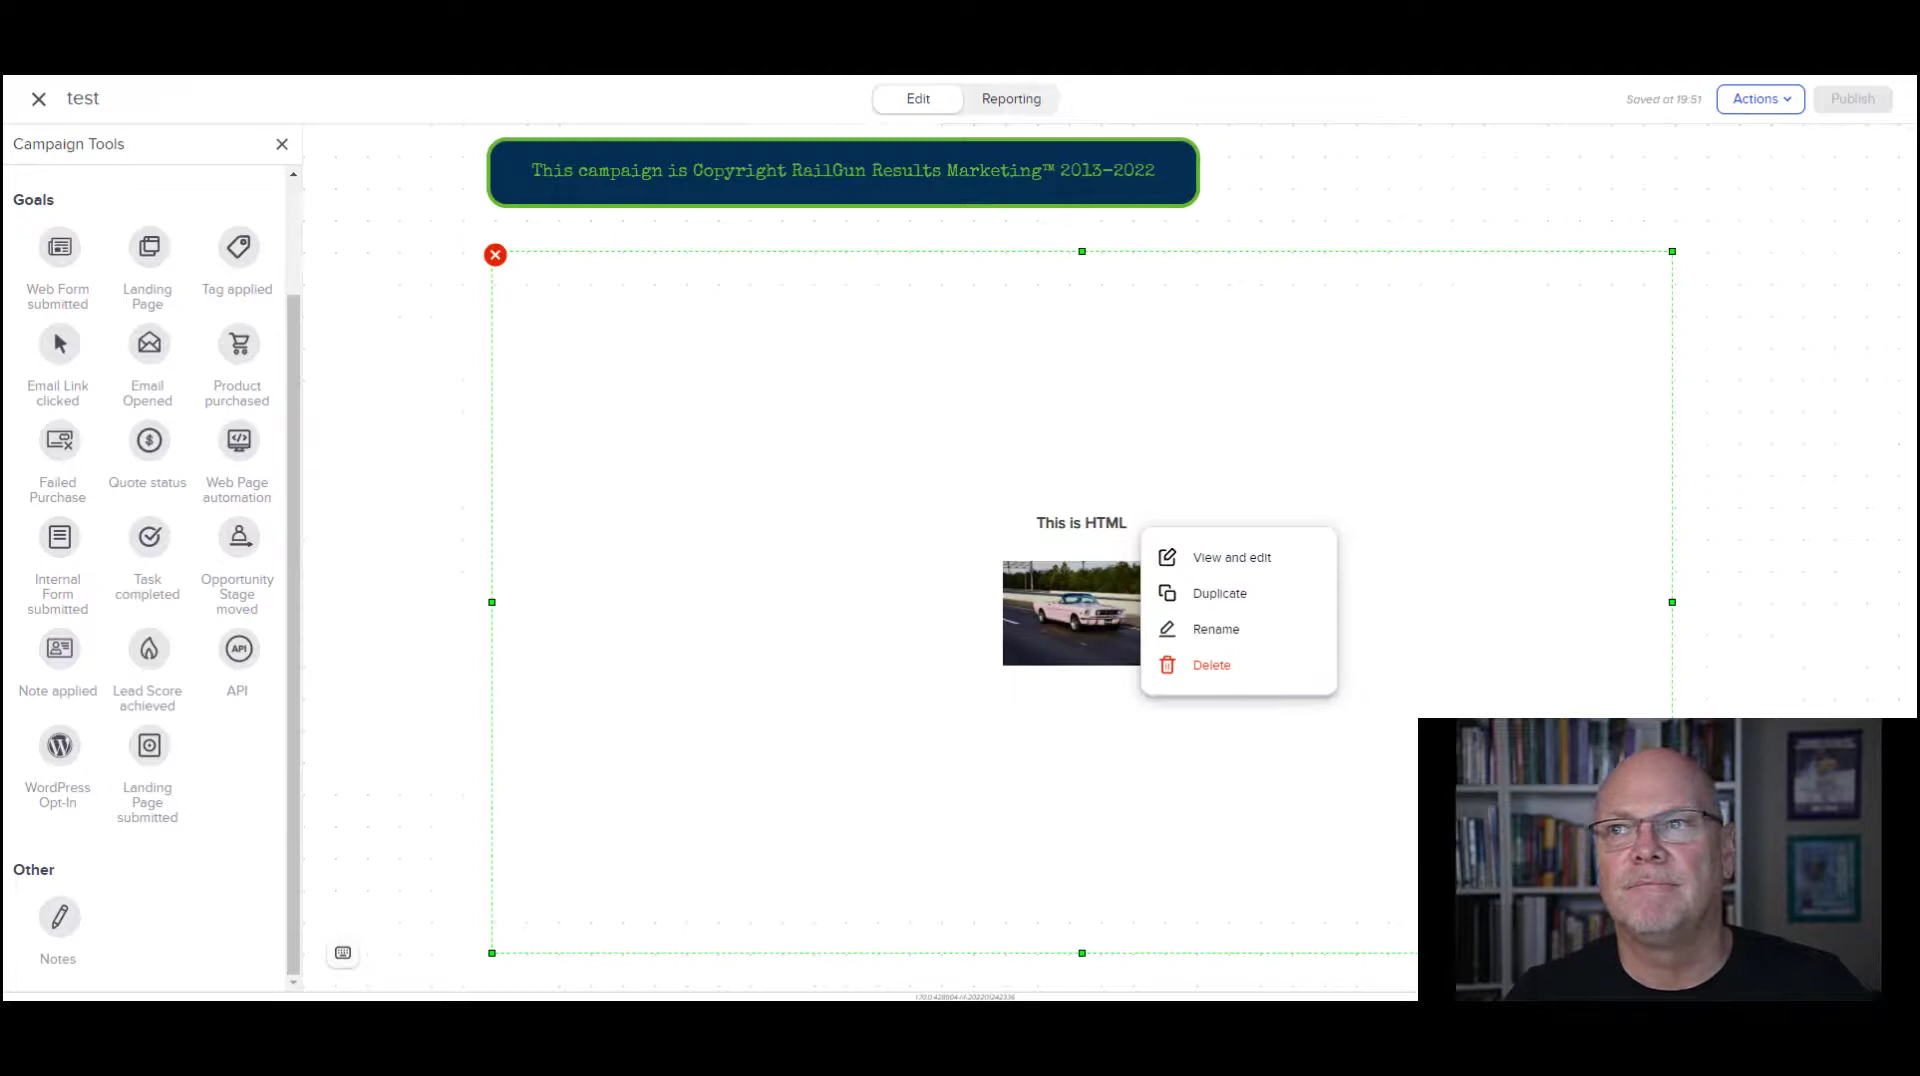 test
Edit
Reporting
Saved at 19:51
Actions
Publish
Campaign Tools
This campaign is Copyright RailGun Results Marketing™ 2013-2022
Goals
Web Form
submitted
Landing
Page
Tag applied
Email Link
clicked
Email
Opened
Product
purchased
Failed
Purchase
Quote status
Web Page
automation
Internal
Form
submitted
Task
completed
Opportunity
Stage
moved
Note applied
Lead Score
achieved
API
API
WordPress
Opt-In
Landing
Page
submitted
Other
Notes
This is HTML
View and edit
Duplicate
Rename
Delete